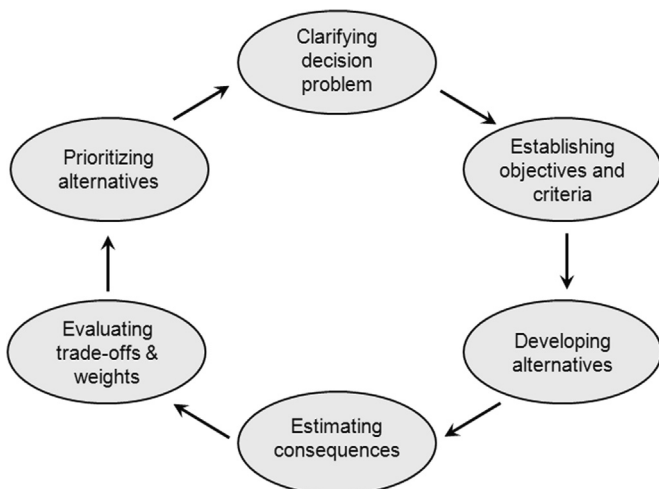 Clarifying
decision
problem
Establishing
objectives and
criteria
Developing
alternatives
Estimating
consequences
Evaluating
trade-offs &
weights
Prioritizing
alternatives